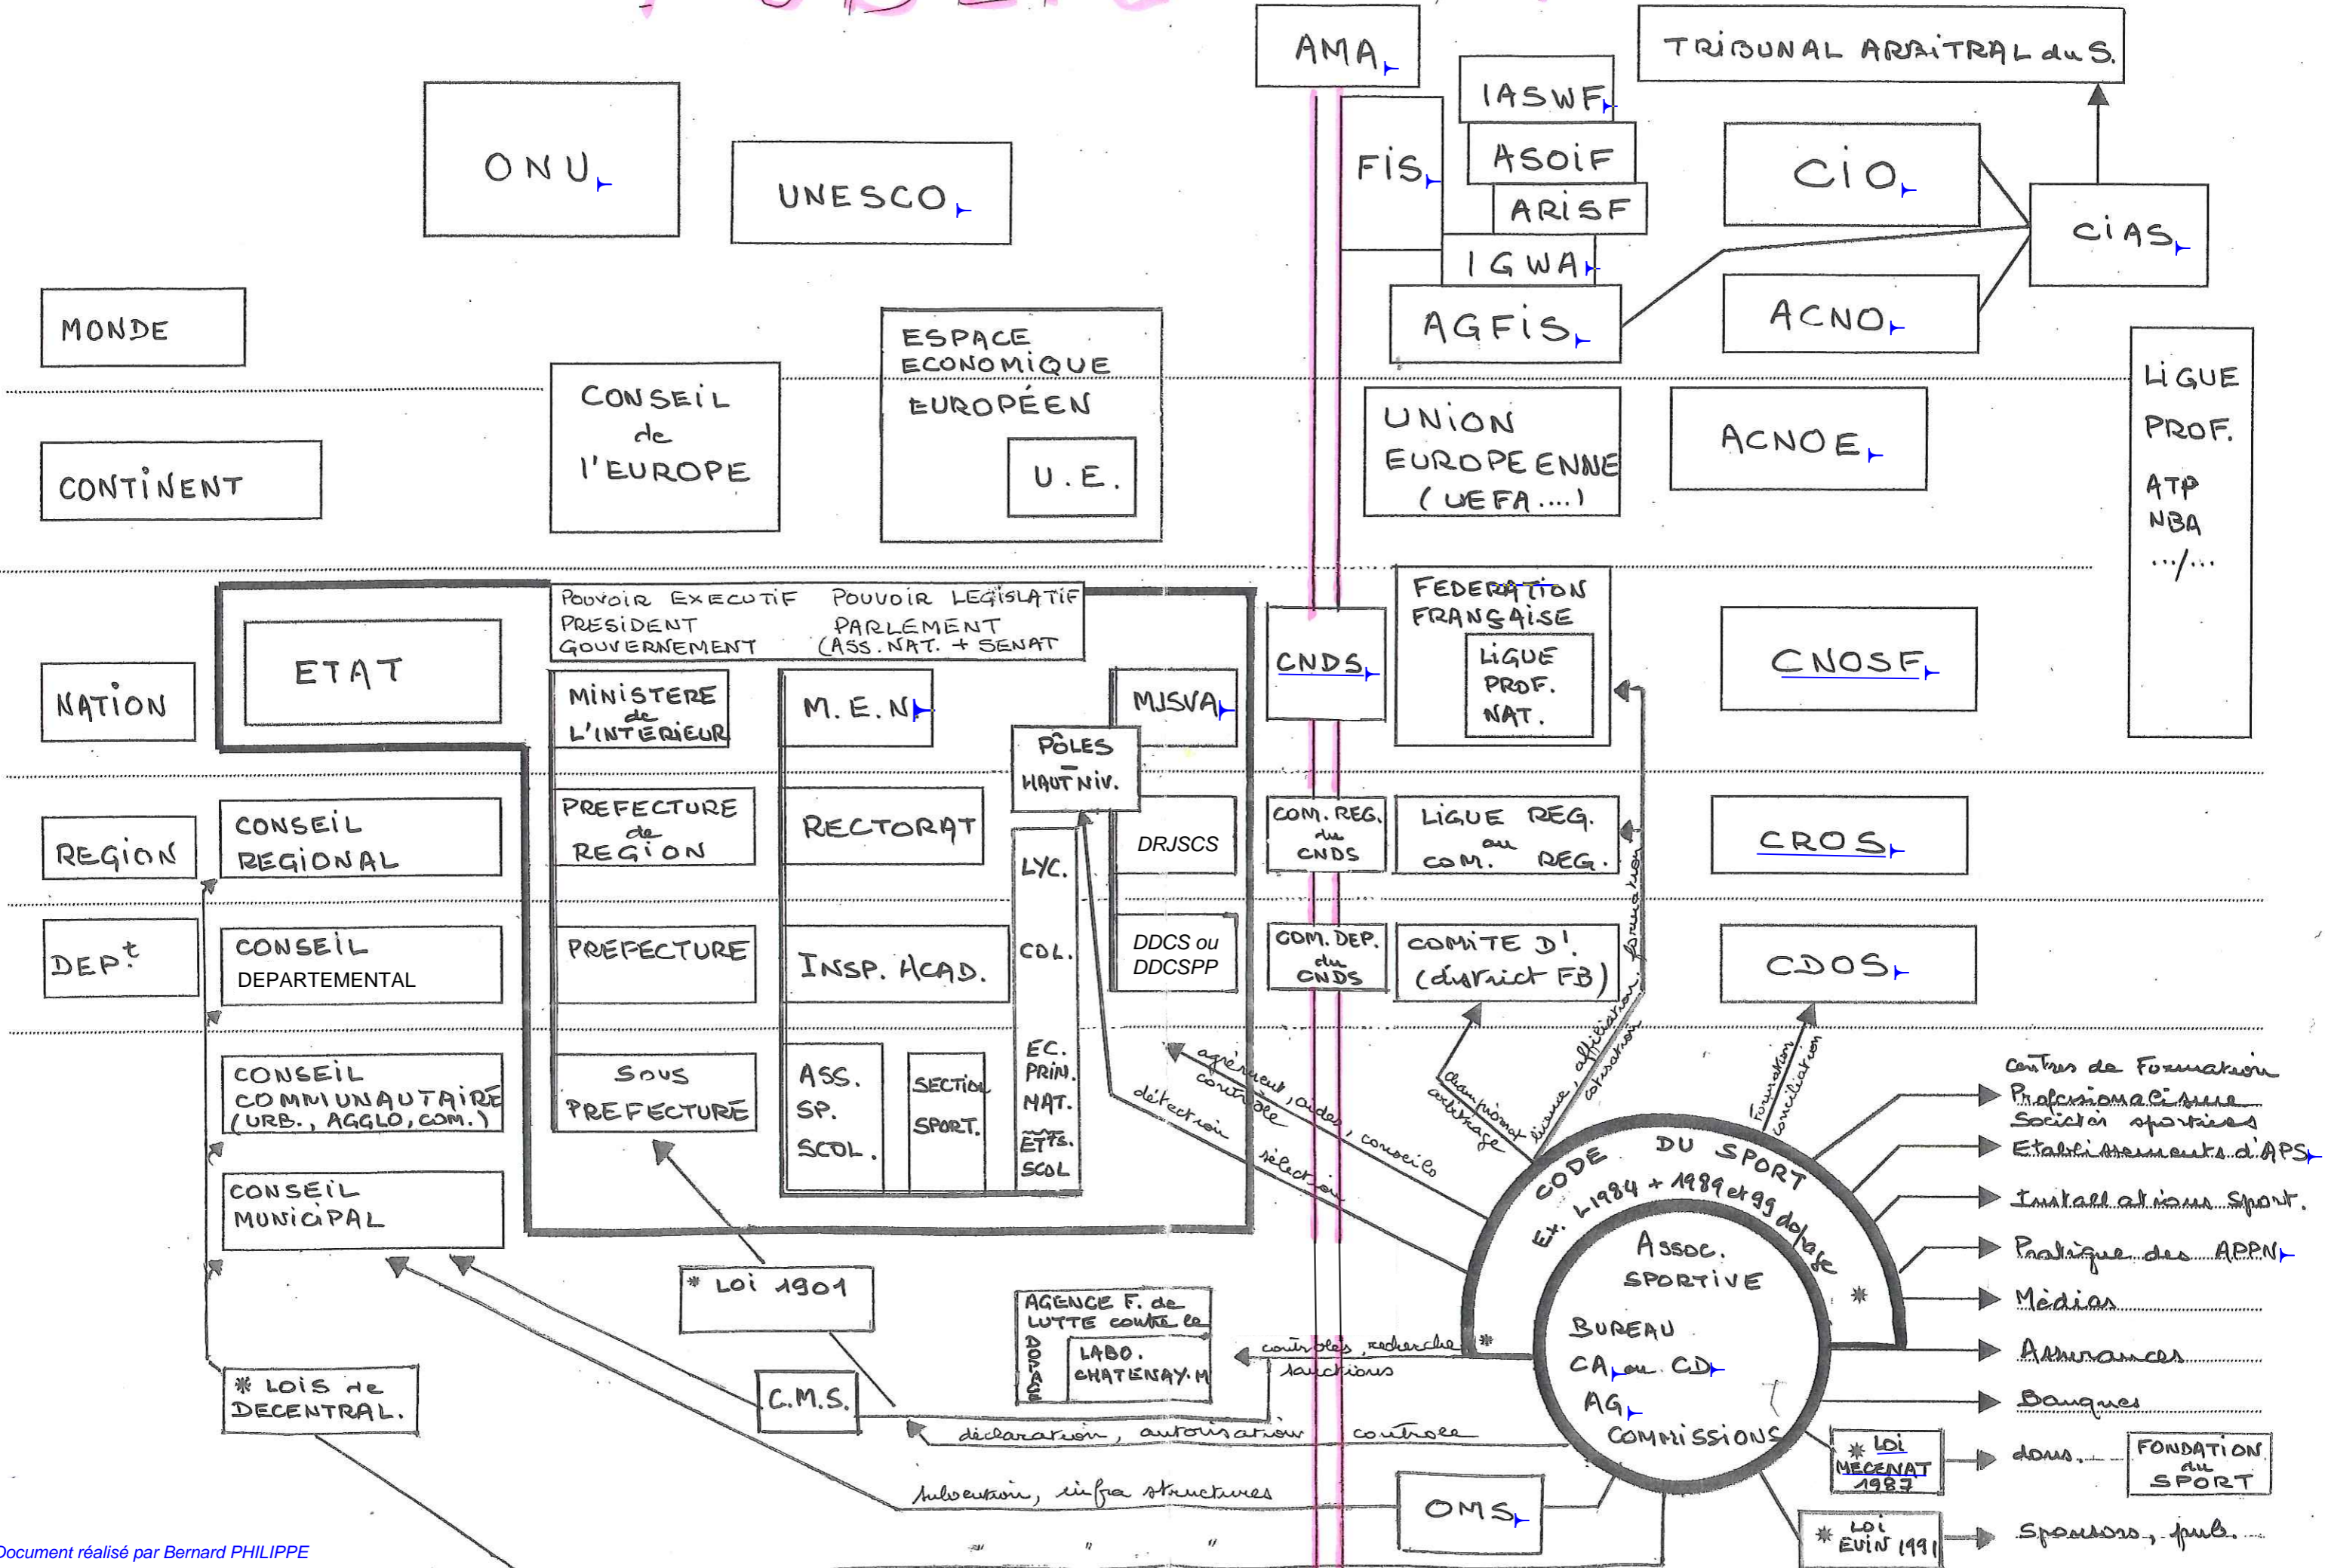 PUBLIC
AMA
TRIBUNAL ARBITRAL du S.
IASWF
ONU
UNESCO
FIS
ASOIF
ARISF
CIO
CIAS
IGWA
AGFIS
ACNO
MONDE
CONSEIL
de
l'EUROPE
ESPACE
ECONOMIQUE
EUROPÉEN
U.E.
UNION
EUROPEENNE
(UEFA....)
ACNOE
LIGUE
PROF.
ATP
NBA
.../...
CONTINENT
POUVOIR EXECUTIF POUVOIR LEGISLATIF
PRESIDENT PARLEMENT
GOUVERNEMENT (ASS. NAT. + SENAT
ETAT
NATION
MINISTERE
de
L'INTERIEUR
M.E.N
MJSVA
PÔLES
HAUT NIV.
CNDS
FEDERATION
FRANÇAISE
LIGUE
PROF.
NAT.
CNOSF
REGION
CONSEIL
REGIONAL
PREFECTURE
de
REGION
RECTORAT
LYC.
DRJSCS
COM. REG.
du
CNDS
LIGUE REG.
ou
COM. REG.
CROS
DEPt
CONSEIL
DEPARTEMENTAL
PREFECTURE
INSP. ACAD.
COL.
DDCS ou
DDCSPP
COM. DEP.
du
CNDS
COMITE D!
(district FB)
CDOS
CONSEIL
COMMUNAUTAIRE
(URB., AGGLO, COM.)
SOUS
PREFECTURE
ASS.
SP.
SCOL.
SECTION
SPORT.
EC.
PRIM.
MAT.
ETTS.
SCOL
CONSEIL
MUNICIPAL
agrément, aides, conseils
contrôle
détection
sélection
championnat
arbitrage
licence, affiliation, formation
cotisation
Formation
conciliation
CODE DU SPORT
Ex. L1984 + 1989 et 99 dopage
*
*
ASSOC.
SPORTIVE
BUREAU
CA ou CD
AG
COMMISSIONS
Centres de Formation
Professionalisme
Sociétés sportives
Etablissements d'APS
Installations Sport.
Pratique des APPN
Médias
Assurances
Banques
* LOI
MECENAT
1987
dons
FONDATION
du
SPORT
* LOI
EVIN 1991
Sponsors, pub.
* LOI 1901
AGENCE F. de
LUTTE contre le
DOPAGE
LABO.
CHATENAY.M
contrôles, recherche
sanctions
* LOIS de
DECENTRAL.
C.M.S.
déclaration, autorisation contrôle
subvention, infra structures
OMS
" " "
Document réalisé par Bernard PHILIPPE